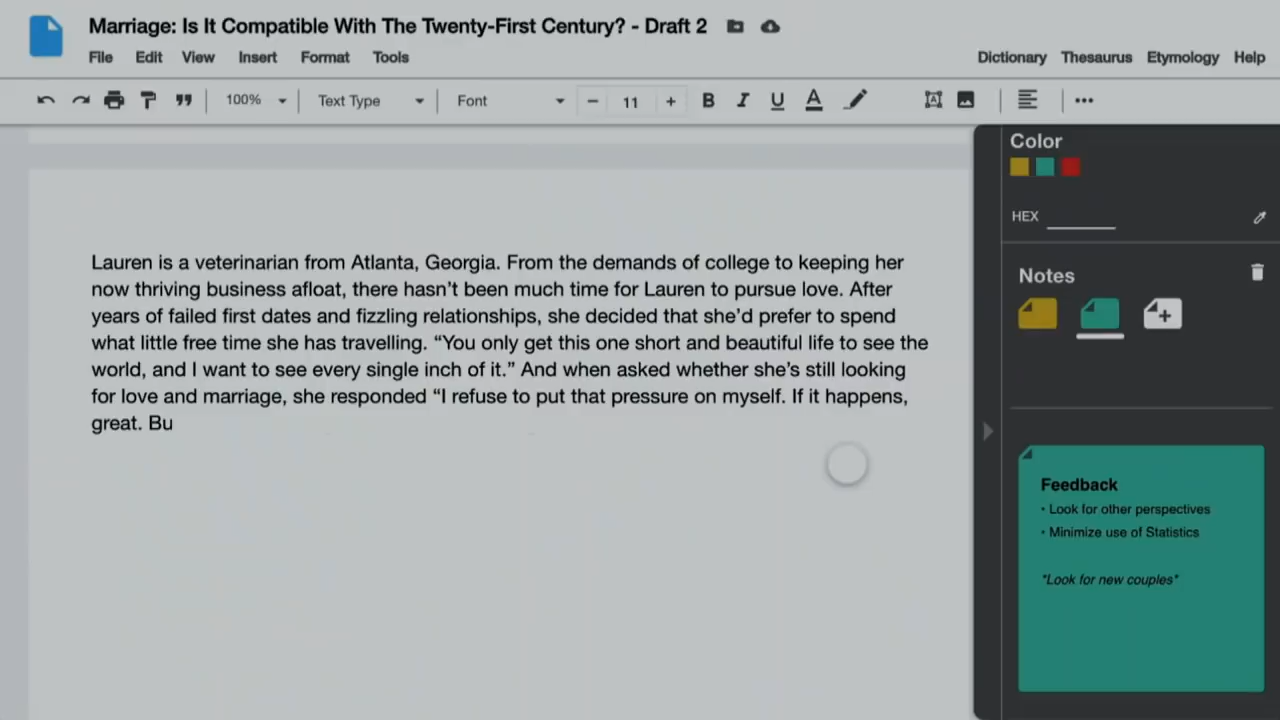 Marriage: Is It Compatible With The Twenty-First Century? - Draft 2
File Edit View Insert Format Tools
Dictionary Thesaurus Etymology Help
100% Text Type Font − 11 + B I U A
Color
HEX
Notes
Lauren is a veterinarian from Atlanta, Georgia. From the demands of college to keeping her
now thriving business afloat, there hasn’t been much time for Lauren to pursue love. After
years of failed first dates and fizzling relationships, she decided that she’d prefer to spend
what little free time she has travelling. “You only get this one short and beautiful life to see the
world, and I want to see every single inch of it.” And when asked whether she’s still looking
for love and marriage, she responded “I refuse to put that pressure on myself. If it happens,
great. Bu
Feedback
• Look for other perspectives
• Minimize use of Statistics
*Look for new couples*